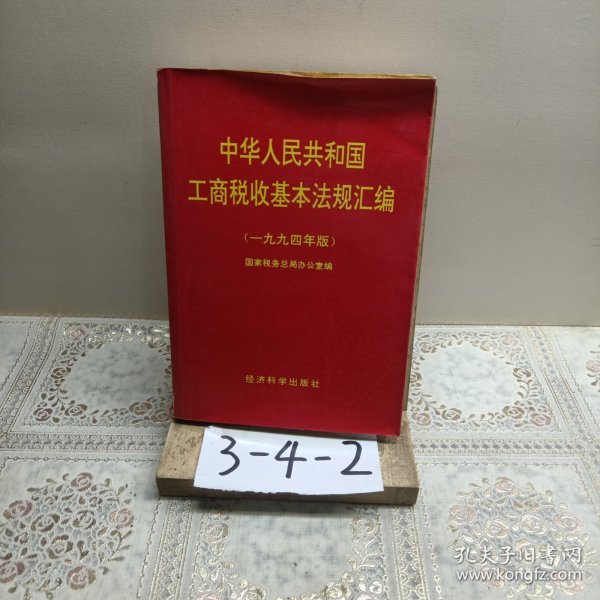 中华人民共和国
工商税收基本法规汇编
(一九九四年版)
国家税务总局办公室编
经济科学出版社
3-4-2
孔夫子旧书网
www.kongfz.com